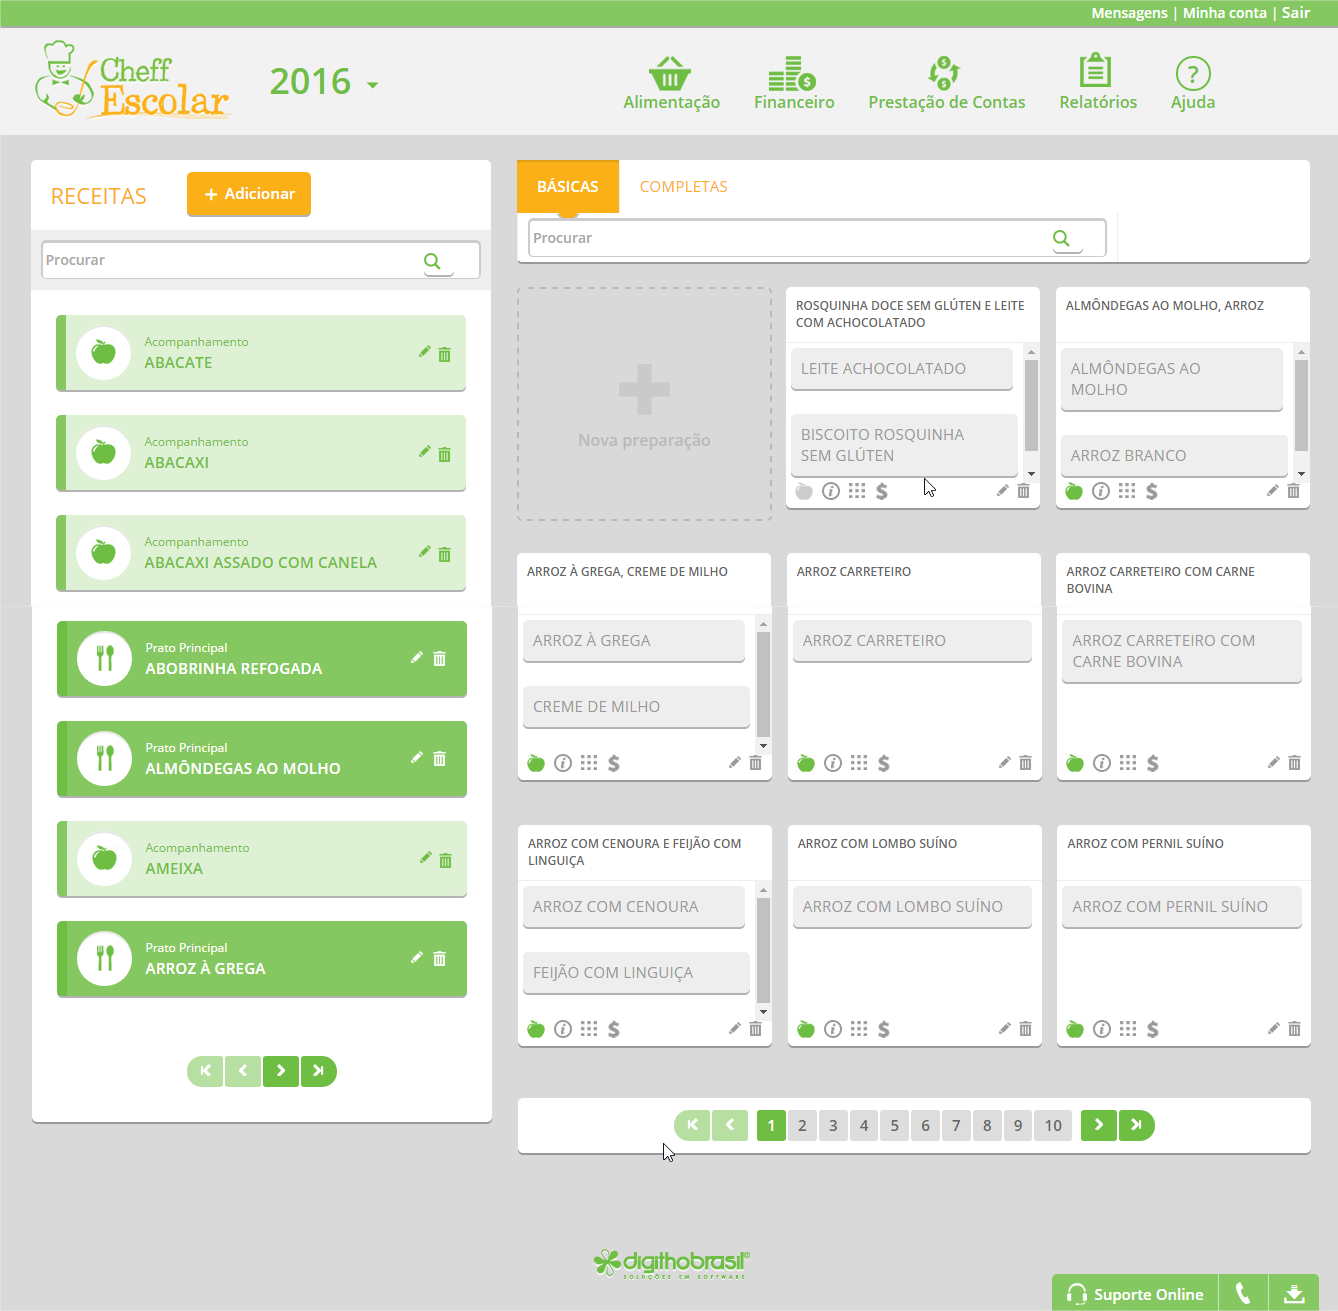 Mensagens | Minha conta | Sair
Cheff
Escolar
2016
Alimentação
Financeiro
Prestação de Contas
Relatórios
Ajuda
RECEITAS
+ Adicionar
Procurar
Acompanhamento
ABACATE
Acompanhamento
ABACAXI
Acompanhamento
ABACAXI ASSADO COM CANELA
Prato Principal
ABOBRINHA REFOGADA
Prato Principal
ALMÔNDEGAS AO MOLHO
Acompanhamento
AMEIXA
Prato Principal
ARROZ À GREGA
BÁSICAS
COMPLETAS
Procurar
Nova preparação
ROSQUINHA DOCE SEM GLÚTEN E LEITE
COM ACHOCOLATADO
LEITE ACHOCOLATADO
BISCOITO ROSQUINHA
SEM GLÚTEN
ALMÔNDEGAS AO MOLHO, ARROZ
ALMÔNDEGAS AO
MOLHO
ARROZ BRANCO
ARROZ À GREGA, CREME DE MILHO
ARROZ À GREGA
CREME DE MILHO
ARROZ CARRETEIRO
ARROZ CARRETEIRO
ARROZ CARRETEIRO COM CARNE
BOVINA
ARROZ CARRETEIRO COM
CARNE BOVINA
ARROZ COM CENOURA E FEIJÃO COM
LINGUIÇA
ARROZ COM CENOURA
FEIJÃO COM LINGUIÇA
ARROZ COM LOMBO SUÍNO
ARROZ COM LOMBO SUÍNO
ARROZ COM PERNIL SUÍNO
ARROZ COM PERNIL SUÍNO
1 2 3 4 5 6 7 8 9 10
digithobrasil®
SOLUÇÕES EM SOFTWARE
Suporte Online